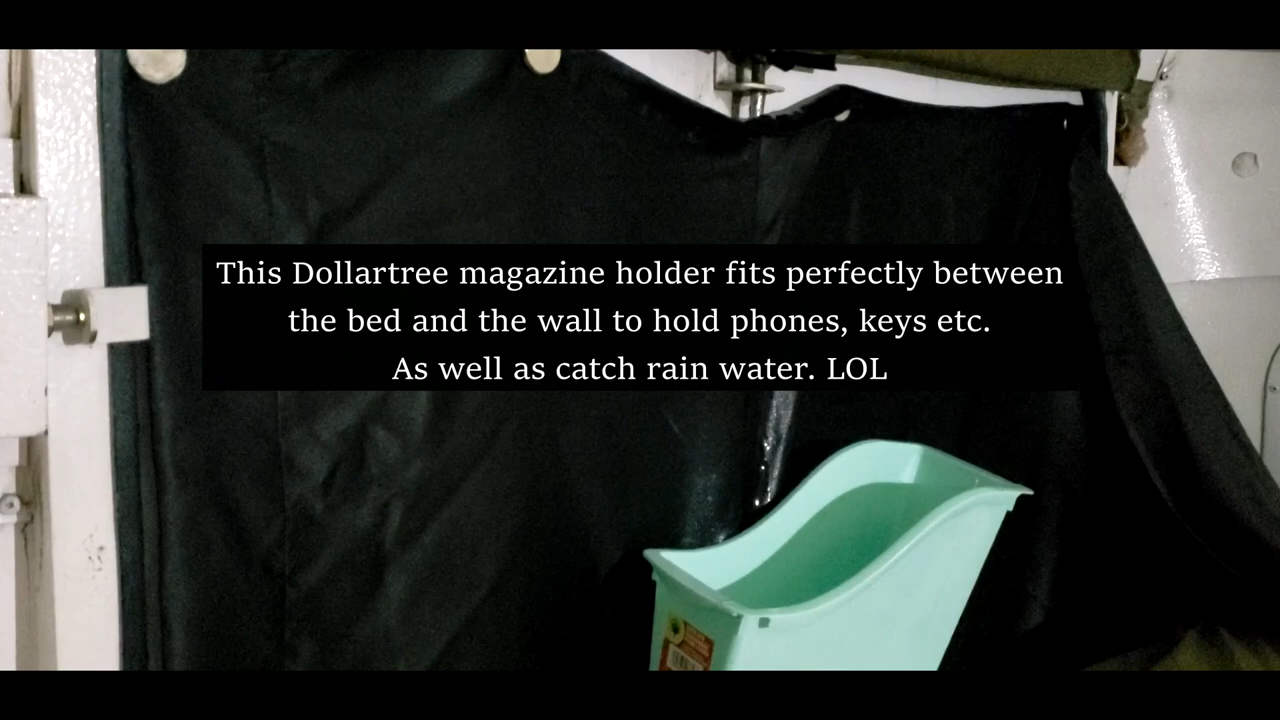 This Dollartree magazine holder fits perfectly between
the bed and the wall to hold phones, keys etc.
As well as catch rain water. LOL